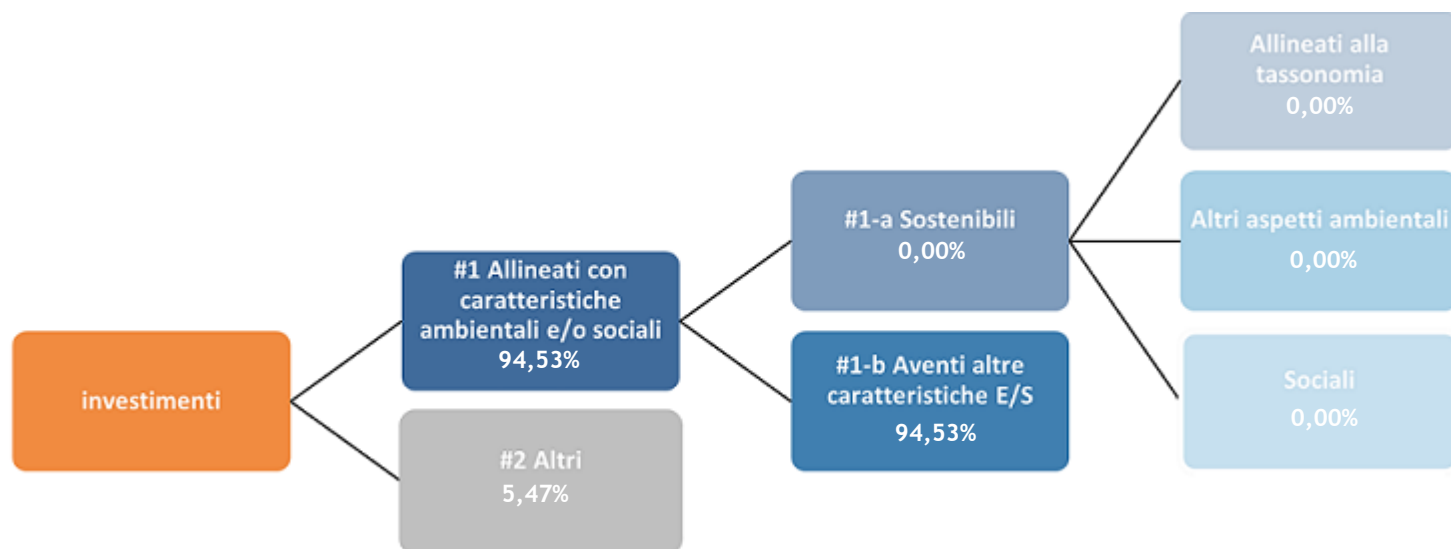 investimenti
#1 Allineati con
caratteristiche
ambientali e/o sociali
94,53%
#2 Altri
5,47%
#1-a Sostenibili
0,00%
#1-b Aventi altre
caratteristiche E/S
94,53%
Allineati alla
tassonomia
0,00%
Altri aspetti ambientali
0,00%
Sociali
0,00%